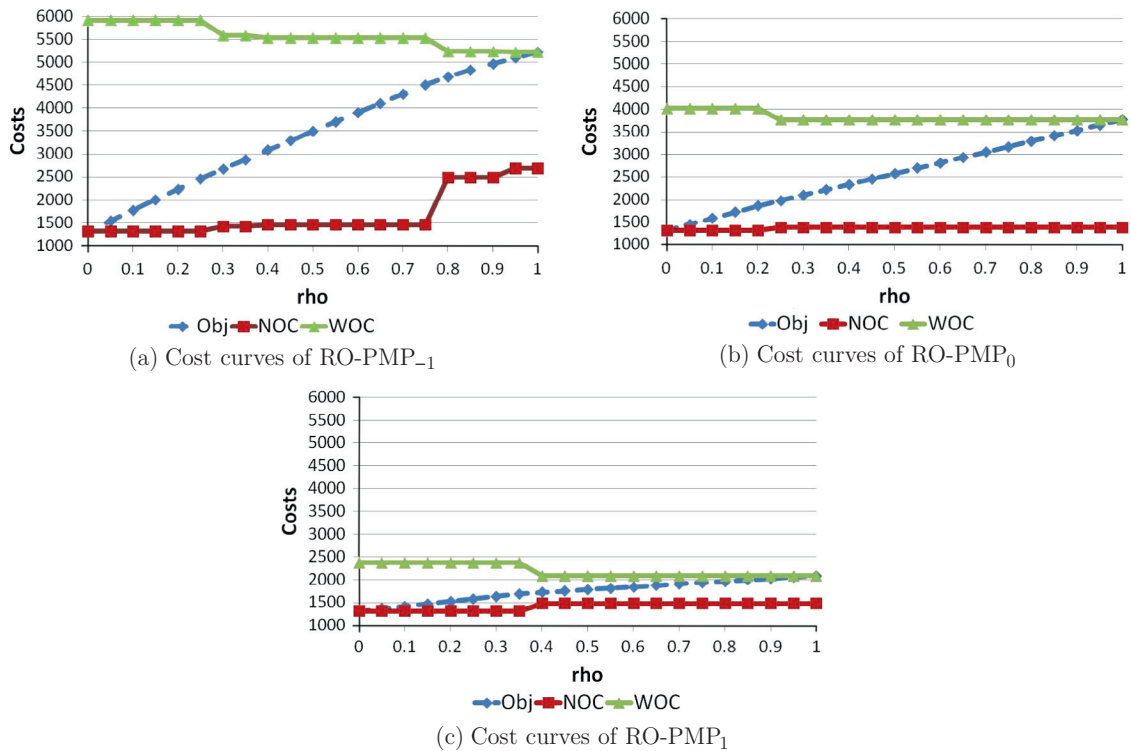 6000
5500
5000
4500
4000
3500
3000
2500
2000
1500
1000
Costs
0 0.1 0.2 0.3 0.4 0.5 0.6 0.7 0.8 0.9 1
rho
Obj NOC WOC
(a) Cost curves of RO-PMP_1
6000
5500
5000
4500
4000
3500
3000
2500
2000
1500
1000
Costs
0 0.1 0.2 0.3 0.4 0.5 0.6 0.7 0.8 0.9 1
rho
Obj NOC WOC
(b) Cost curves of RO-PMP0
6000
5500
5000
4500
4000
3500
3000
2500
2000
1500
1000
Costs
0 0.1 0.2 0.3 0.4 0.5 0.6 0.7 0.8 0.9 1
rho
Obj NOC WOC
(c) Cost curves of RO-PMP1